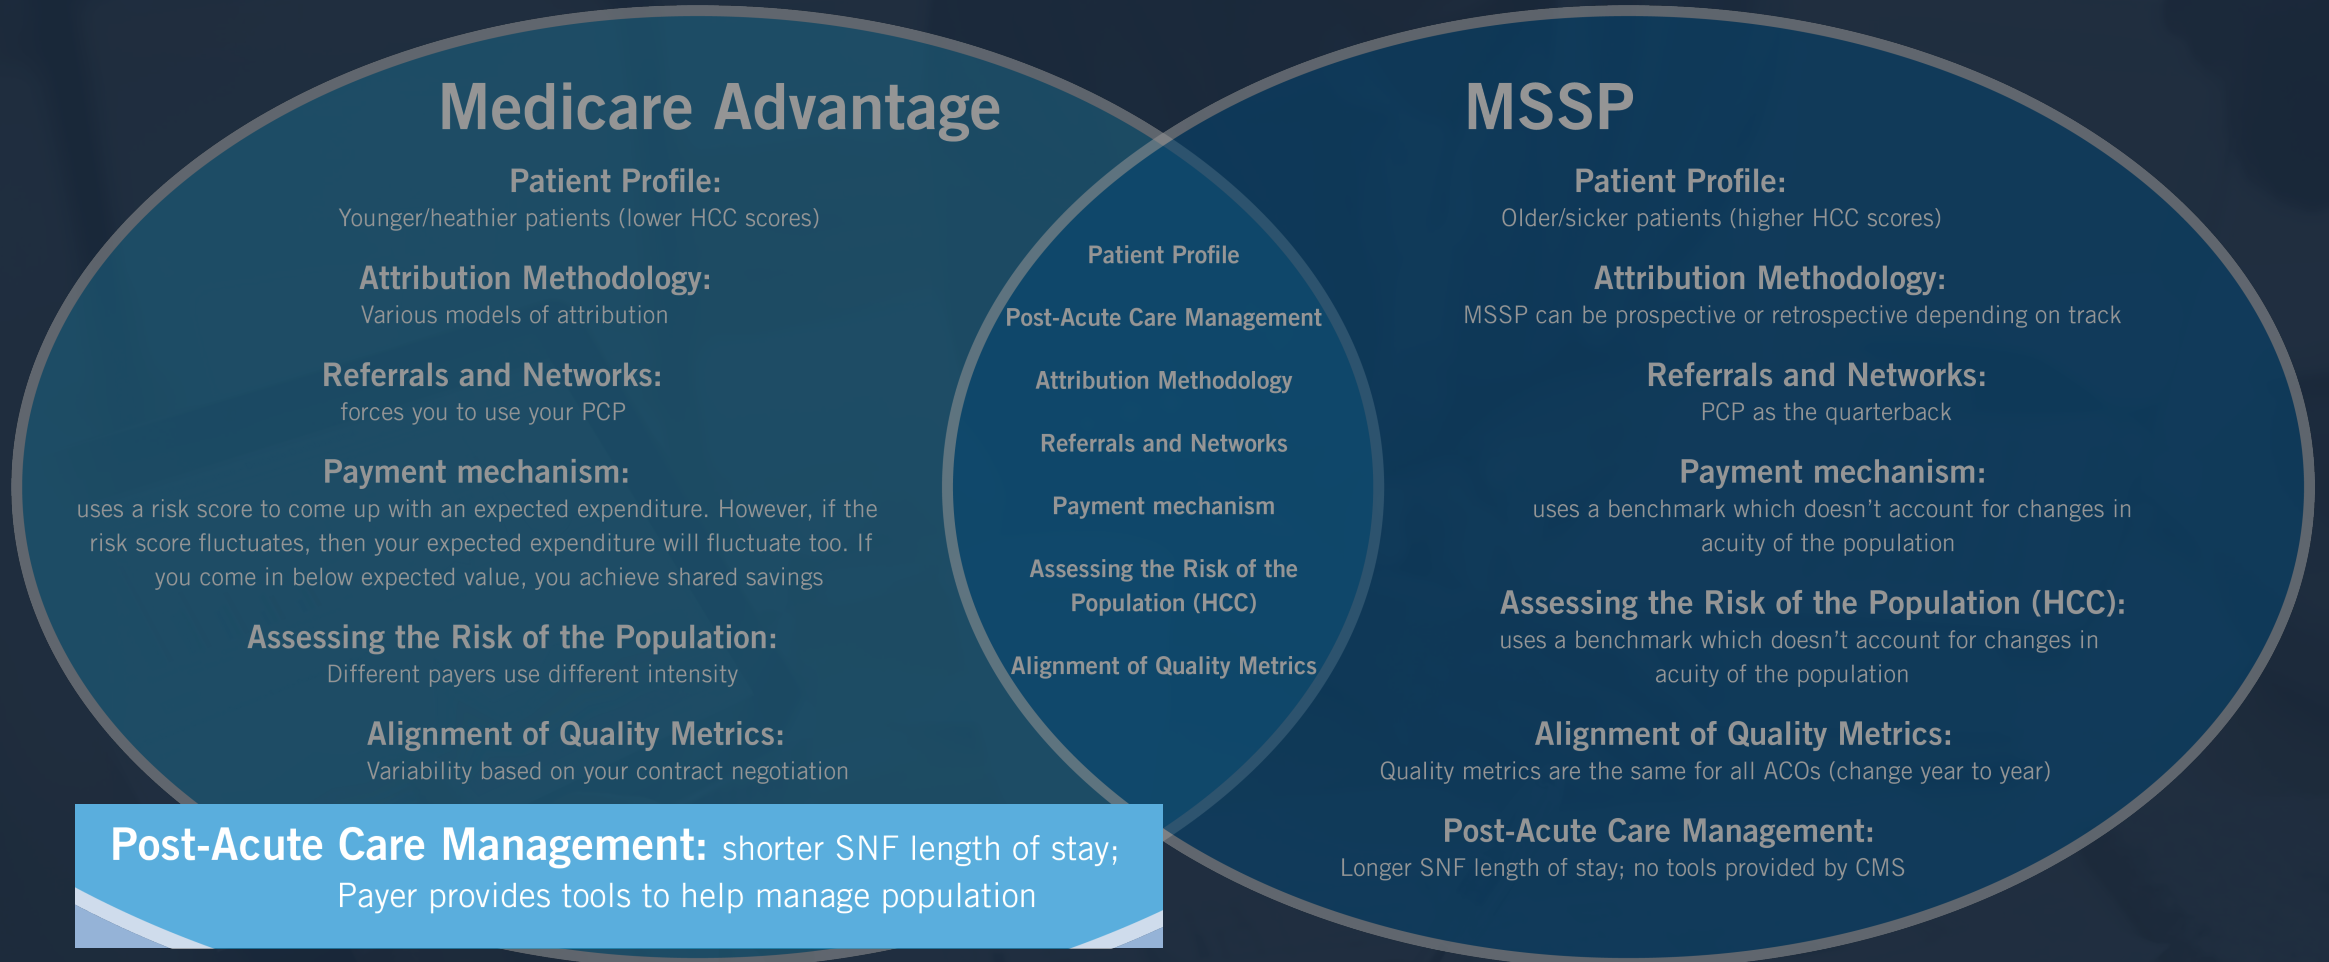 Medicare Advantage
Patient Profile:
Younger/heathier patients (lower HCC scores)
Attribution Methodology:
Various models of attribution
Referrals and Networks:
forces you to use your PCP
Payment mechanism:
uses a risk score to come up with an expected expenditure. However, if the
risk score fluctuates, then your expected expenditure will fluctuate too. If
you come in below expected value, you achieve shared savings
Assessing the Risk of the Population:
Different payers use different intensity
Alignment of Quality Metrics:
Variability based on your contract negotiation
Post-Acute Care Management: shorter SNF length of stay;
Payer provides tools to help manage population
Patient Profile
Post-Acute Care Management
Attribution Methodology
Referrals and Networks
Payment mechanism
Assessing the Risk of the
Population (HCC)
Alignment of Quality Metrics
MSSP
Patient Profile:
Older/sicker patients (higher HCC scores)
Attribution Methodology:
MSSP can be prospective or retrospective depending on track
Referrals and Networks:
PCP as the quarterback
Payment mechanism:
uses a benchmark which doesn't account for changes in
acuity of the population
Assessing the Risk of the Population (HCC):
uses a benchmark which doesn't account for changes in
acuity of the population
Alignment of Quality Metrics:
Quality metrics are the same for all ACOs (change year to year)
Post-Acute Care Management:
Longer SNF length of stay; no tools provided by CMS